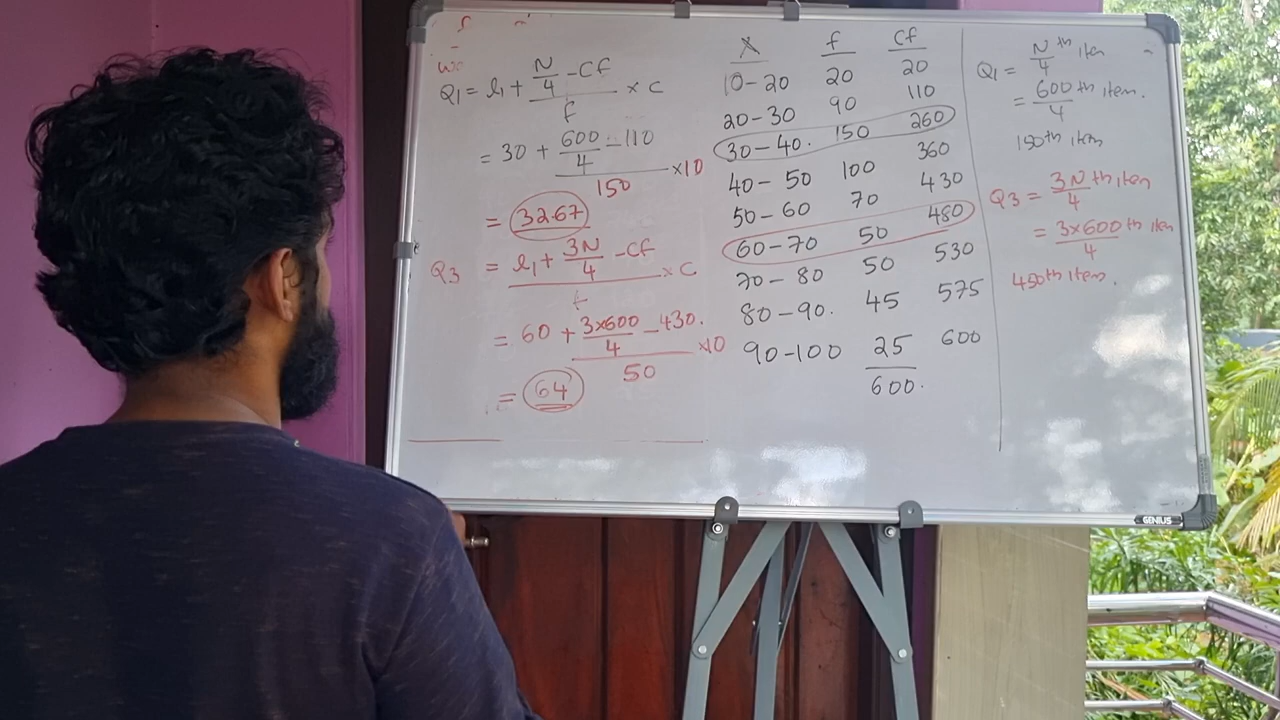 Q1 = l1 + N/4 - Cf / f × C
= 30 + 600/4 - 110 / 150 × 10
= 32.67
Q3 = l1 + 3N/4 - Cf / f × C
= 60 + 3×600/4 - 430. / 50 × 10
= 64
X f Cf
10 - 20 20 20
20 - 30 90 110
30 - 40. 150 260
40 - 50 100 360
50 - 60 70 430
60 - 70 50 480
70 - 80 50 530
80 - 90. 45 575
90 - 100 25 600
600.
Q1 = N/4 th item
= 600/4 th item.
150th item
Q3 = 3N/4 th item
= 3×600/4 th item
450th item.
GENIUS